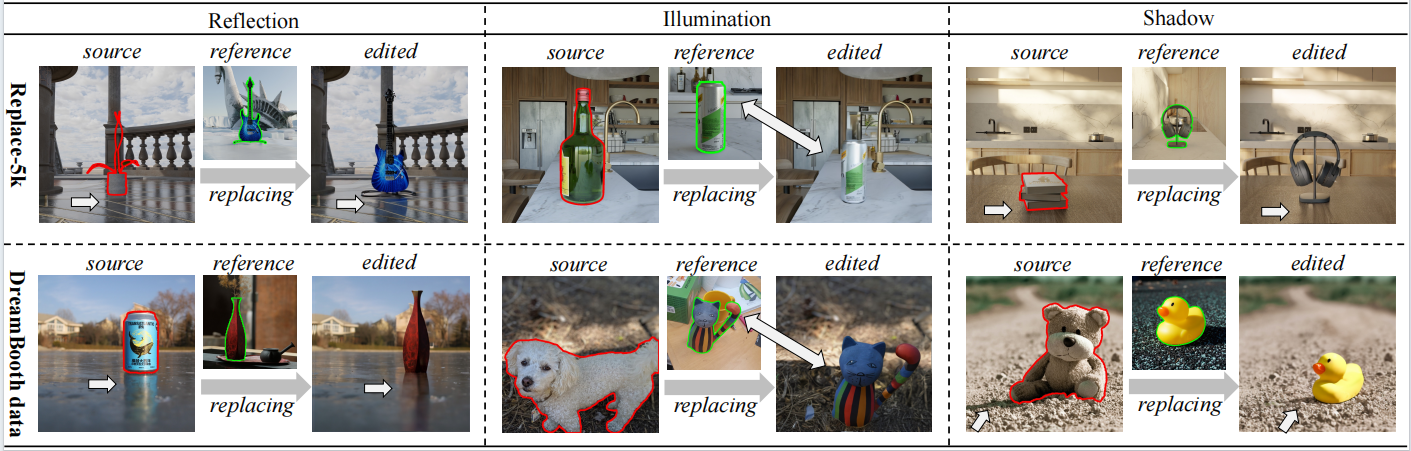 Reflection Illumination Shadow
source reference edited source reference edited source reference edited
Replace-5k
replacing replacing replacing
source reference edited source reference edited source reference edited
DreamBooth data
replacing replacing replacing